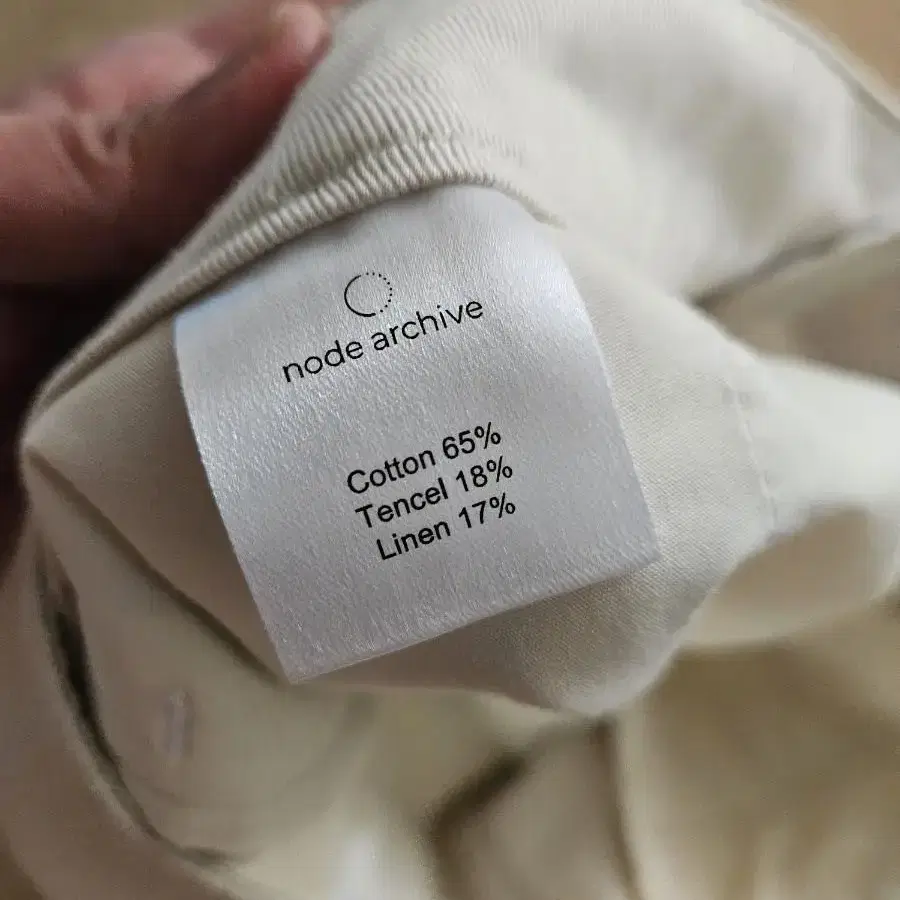 node archive
Cotton 65%
Tencel 18%
Linen 17%